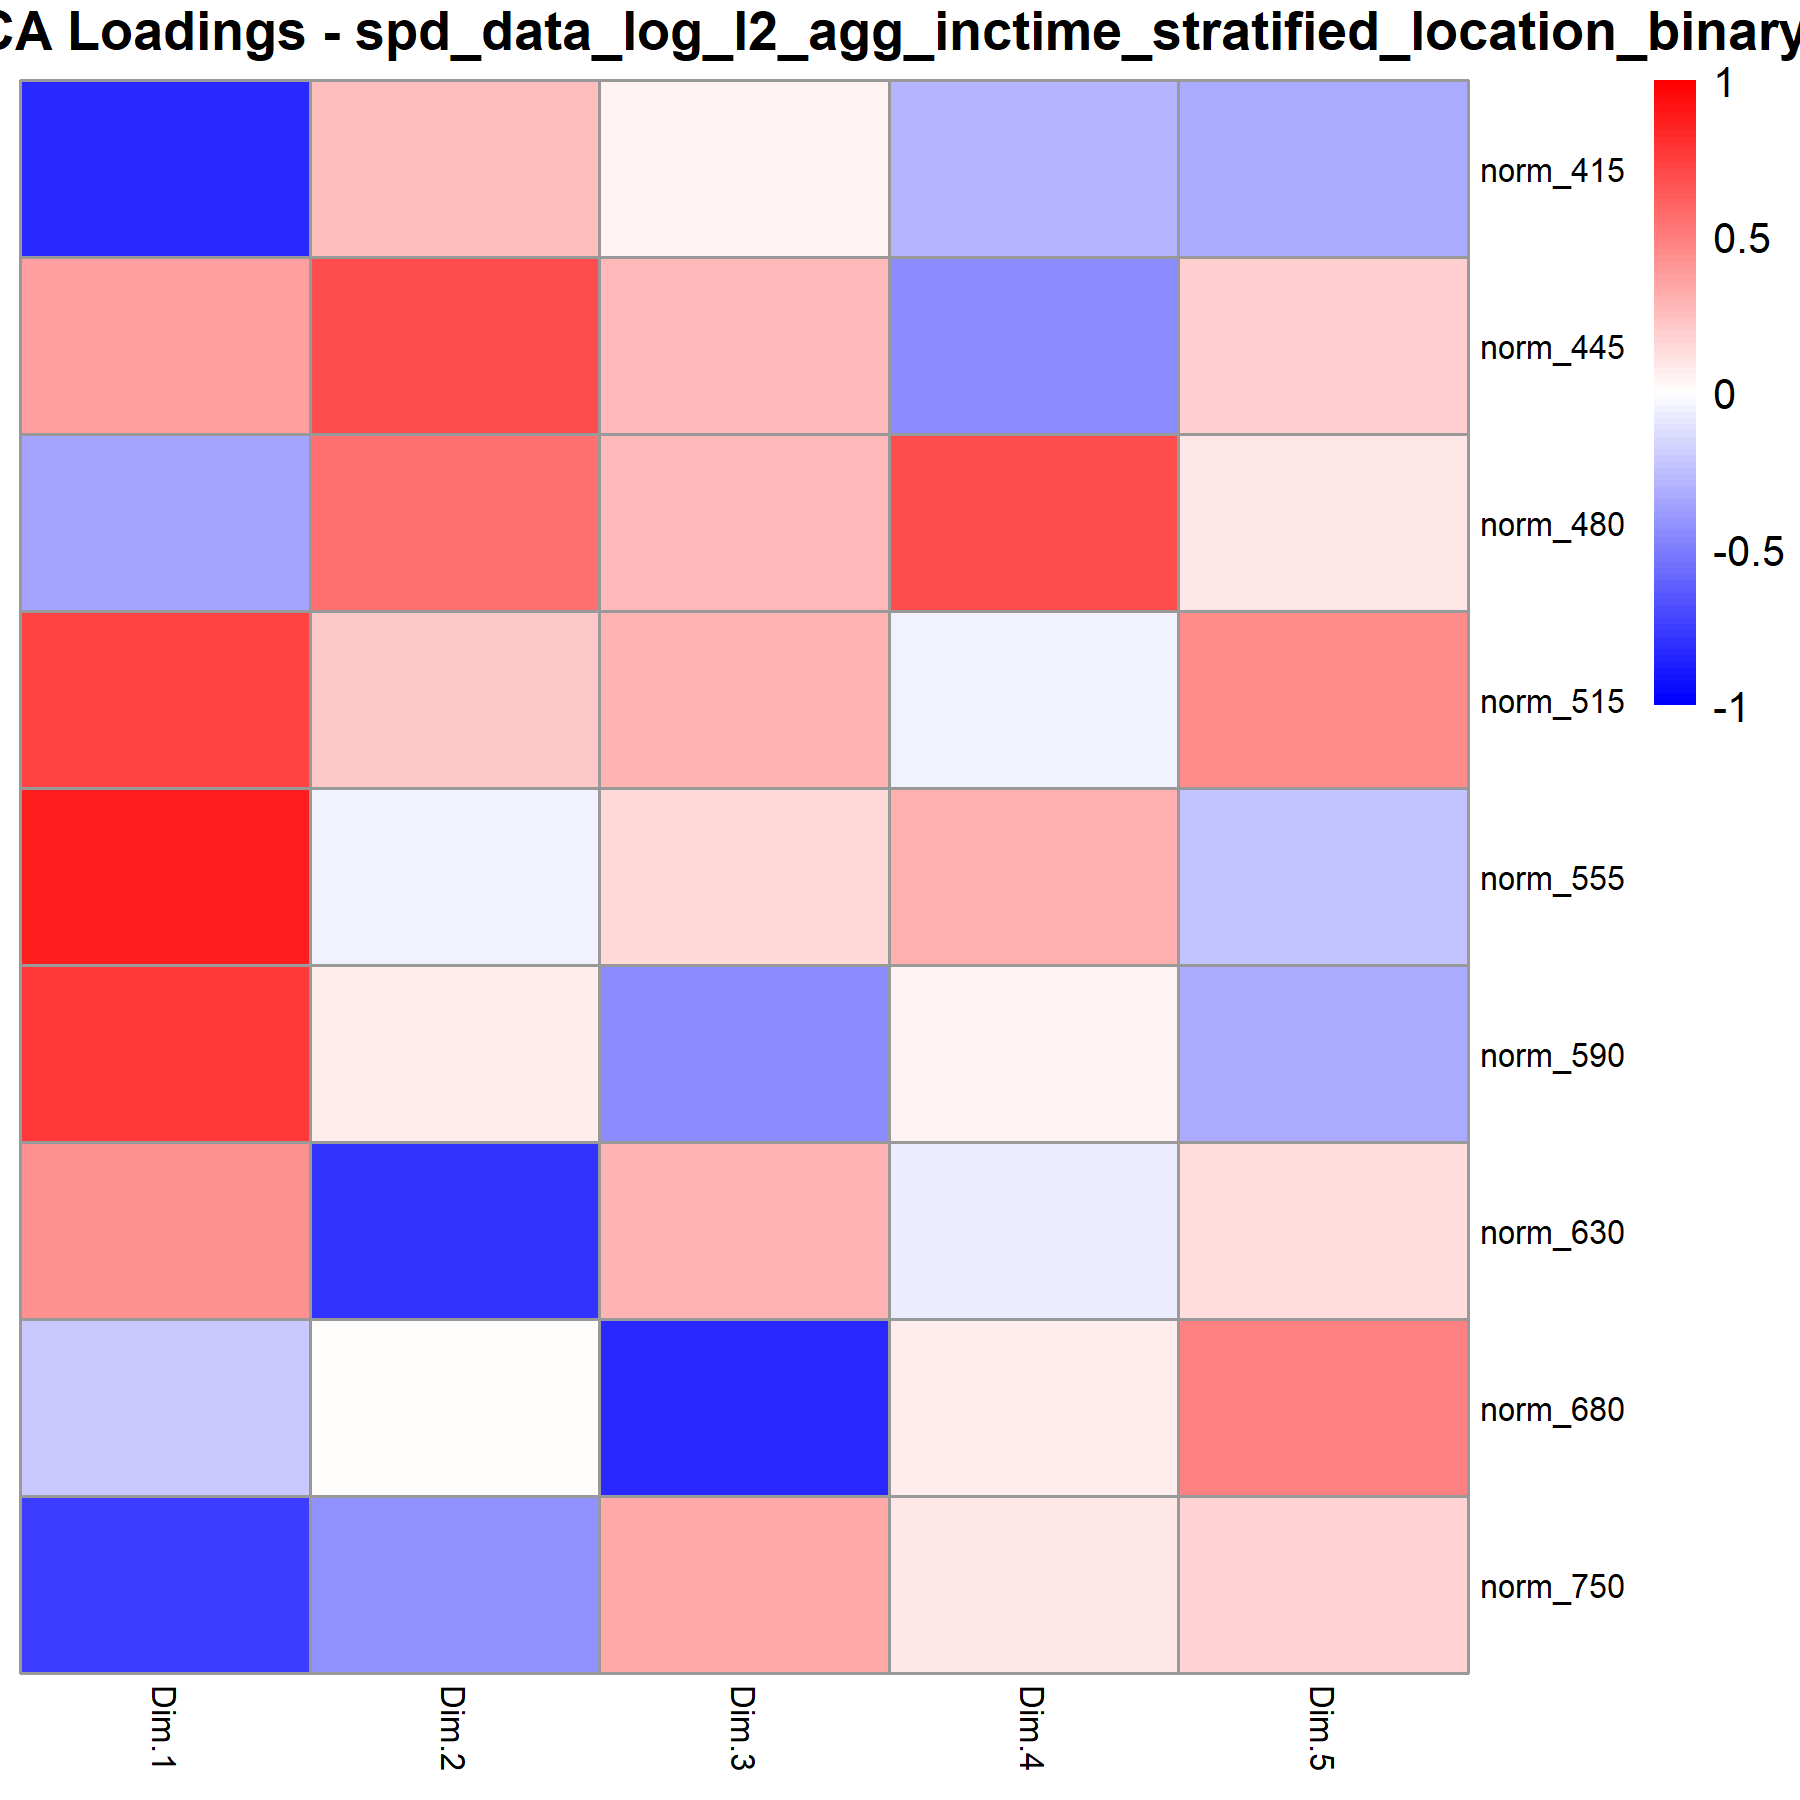 CA Loadings - spd_data_log_l2_agg_inctime_stratified_location_binary
1
0.5
0
-0.5
-1
norm_415
norm_445
norm_480
norm_515
norm_555
norm_590
norm_630
norm_680
norm_750
Dim.1
Dim.2
Dim.3
Dim.4
Dim.5